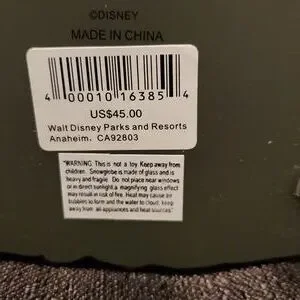 ©DISNEY
MADE IN CHINA
4 00010 16385 4
US$45.00
Walt Disney Parks and Resorts
Anaheim, CA92803
"WARNING: This is not a toy. Keep away from
children. Snowglobe is made of glass and is
heavy and fragile. Do not place near windows
or in direct sunlight,a magnifying glass effect
may result in risk of fire. Heat may cause air
bubbles to form and the water to cloud. keep
away from all appliances and heat sources."